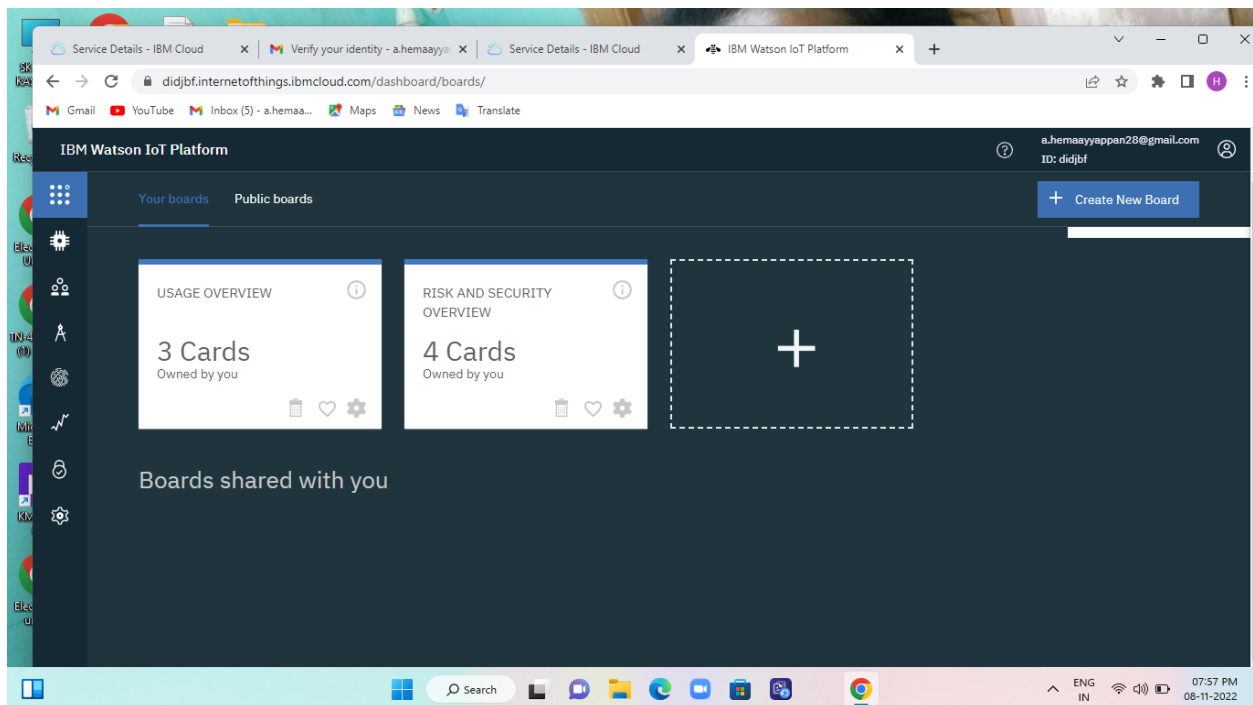 Service Details - IBM Cloud
Verify your identity - a.hemaayya
Service Details - IBM Cloud
IBM Watson IoT Platform
didjbf.internetofthings.ibmcloud.com/dashboard/boards/
H
Gmail
YouTube
Inbox (5) - a.hemaa...
Maps
News
Translate
IBM Watson IoT Platform
a.hemaayyappan28@gmail.com
ID: didjbf
Your boards
Public boards
Create New Board
USAGE OVERVIEW
3 Cards
Owned by you
RISK AND SECURITY
OVERVIEW
4 Cards
Owned by you
Boards shared with you
Search
ENG
IN
07:57 PM
08-11-2022